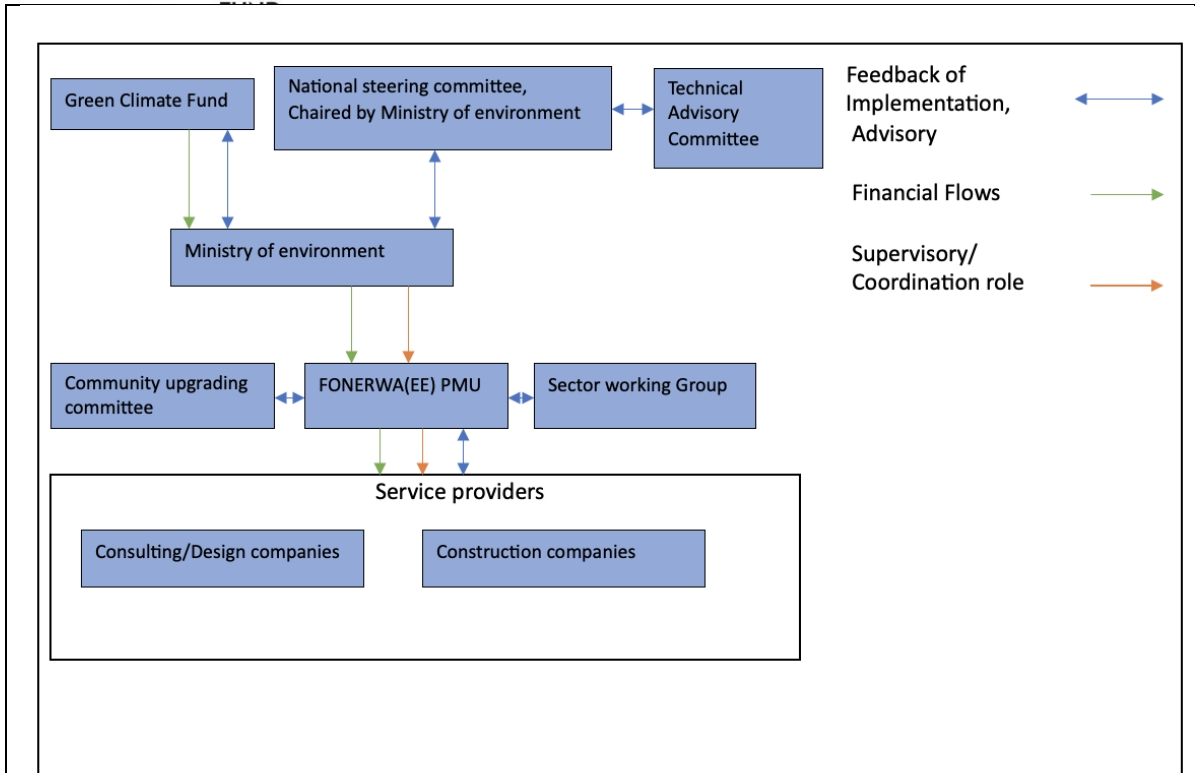 Green Climate Fund
National steering committee,
Chaired by Ministry of environment
Technical
Advisory
Committee
Feedback of
Implementation,
Advisory
Financial Flows
Supervisory/
Coordination role
Ministry of environment
Community upgrading
committee
FONERWA(EE) PMU
Sector working Group
Service providers
Consulting/Design companies
Construction companies